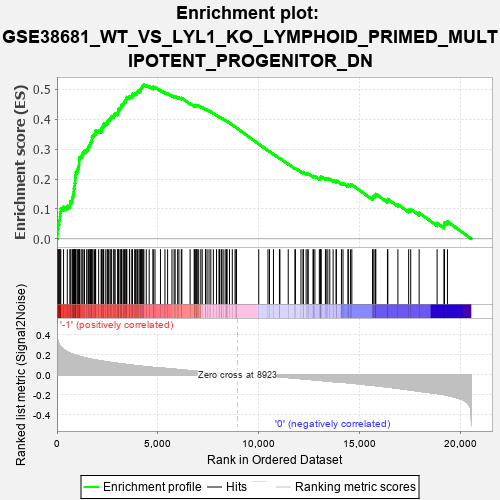 Enrichment plot:
GSE38681_WT_VS_LYL1_KO_LYMPHOID_PRIMED_MULT
IPOTENT_PROGENITOR_DN
Enrichment score (ES)
0.5
0.4
0.3
0.2
0.1
0.0
Ranked list metric (Signal2Noise)
'-1' (positively correlated)
0.4
0.2
0.0
-0.2
-0.4
Zero cross at 8923
'0' (negatively correlated)
0 5,000 10,000 15,000 20,000
Rank in Ordered Dataset
Enrichment profile Hits Ranking metric scores